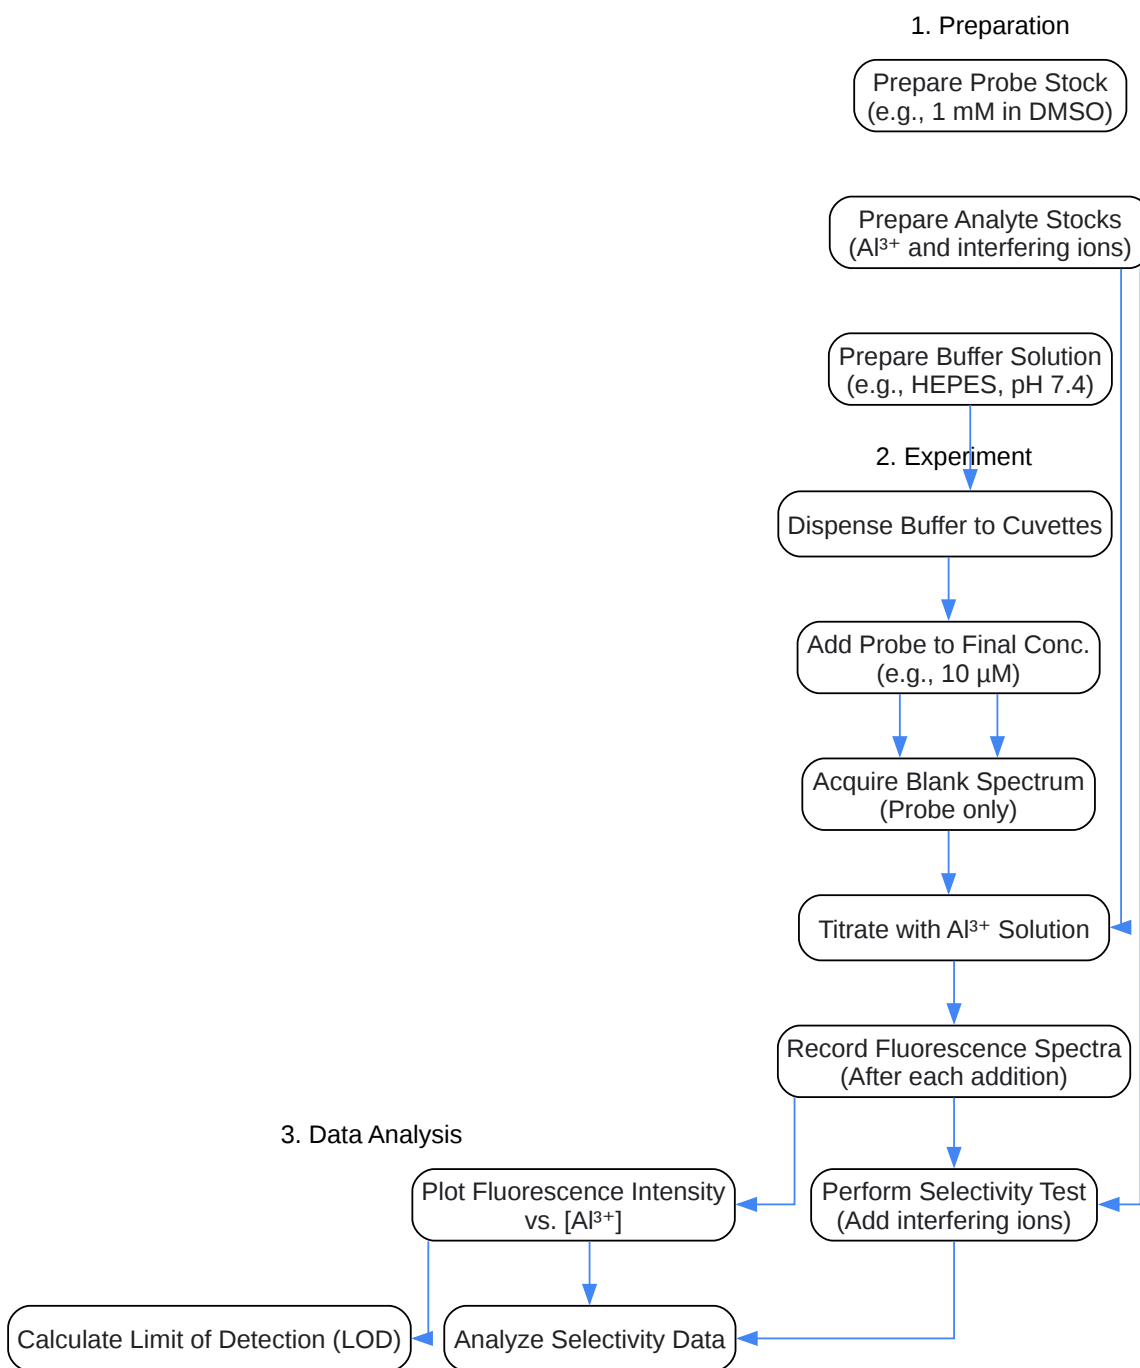 1. Preparation
Prepare Probe Stock
(e.g., 1 mM in DMSO)
Prepare Analyte Stocks
(Al³⁺ and interfering ions)
Prepare Buffer Solution
(e.g., HEPES, pH 7.4)
2. Experiment
Dispense Buffer to Cuvettes
Add Probe to Final Conc.
(e.g., 10 µM)
Acquire Blank Spectrum
(Probe only)
Titrate with Al³⁺ Solution
Record Fluorescence Spectra
(After each addition)
3. Data Analysis
Plot Fluorescence Intensity
vs. [Al³⁺]
Perform Selectivity Test
(Add interfering ions)
Calculate Limit of Detection (LOD)
Analyze Selectivity Data